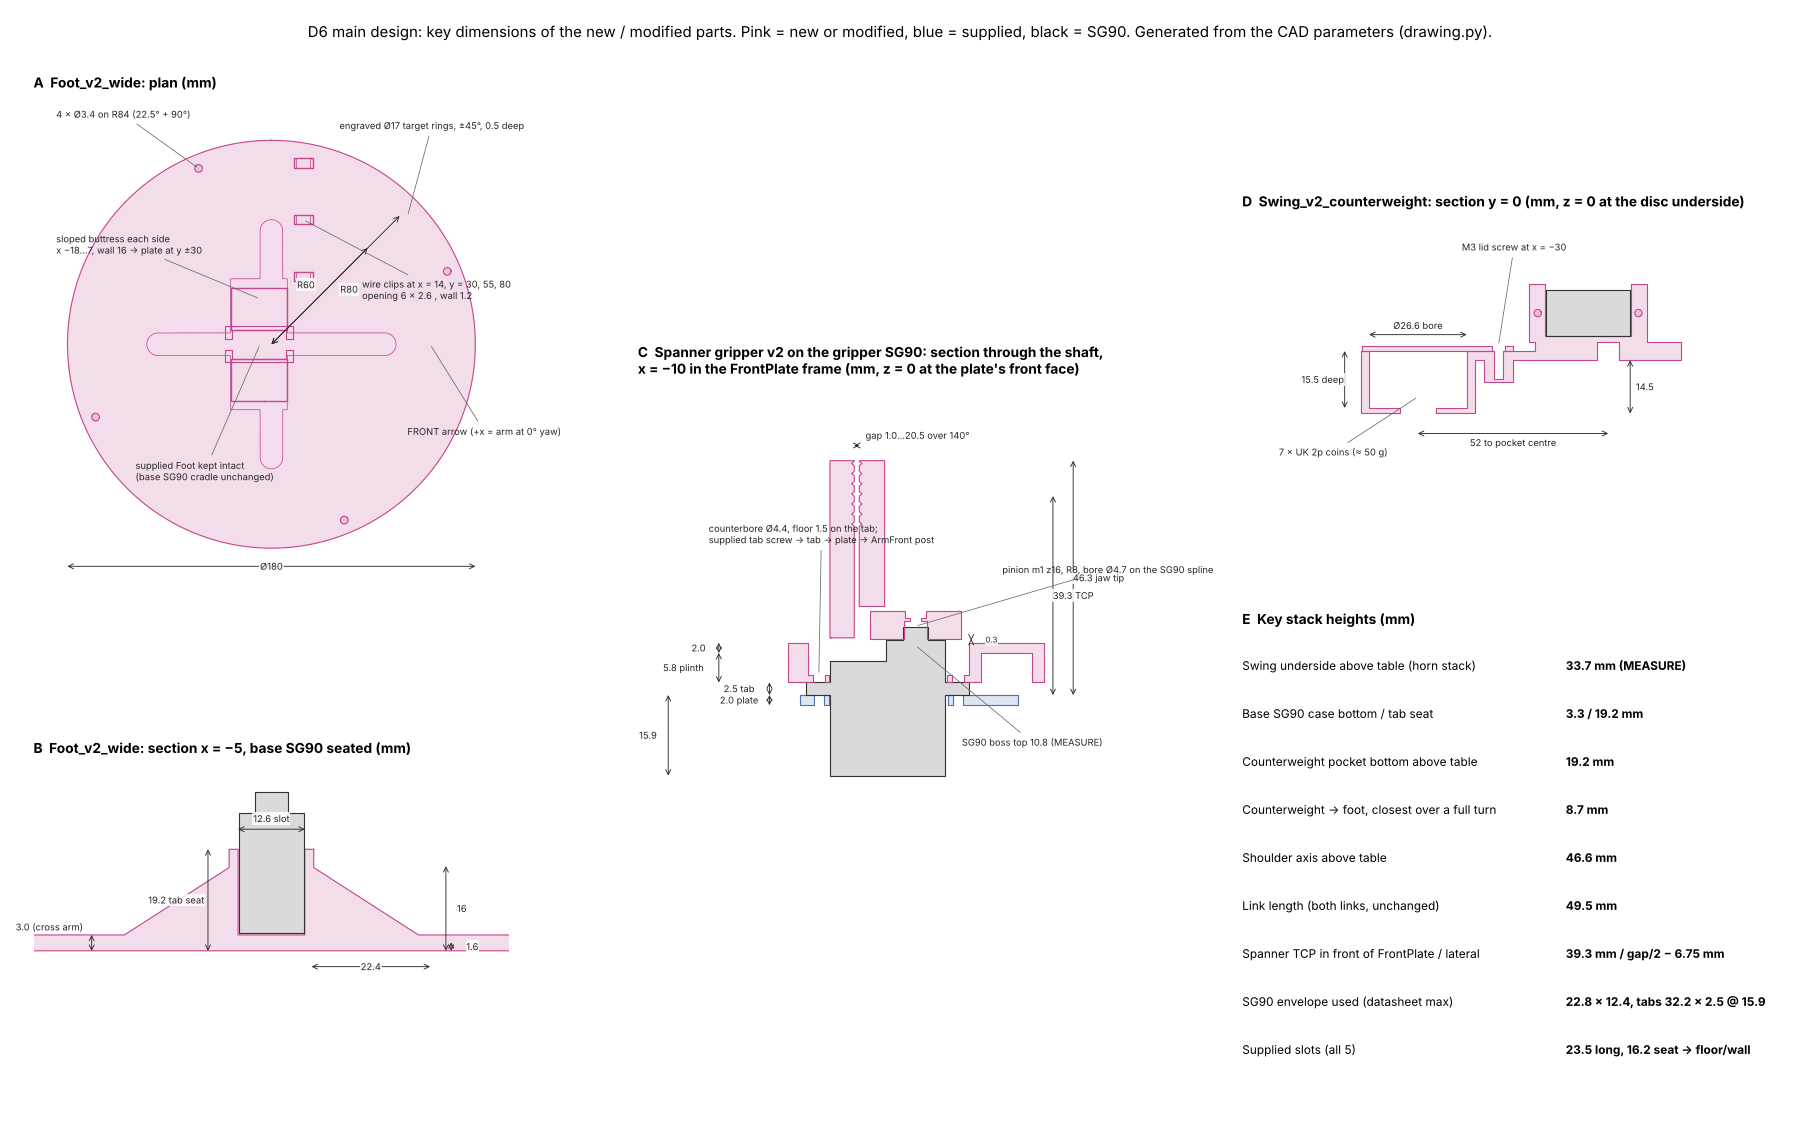 D6 main design: key dimensions of the new / modified parts. Pink = new or modified, blue = supplied, black = SG90. Generated from the CAD parameters (drawing.py).
A Foot_v2_wide: plan (mm)
4 × Ø3.4 on R84 (22.5° + 90°)
engraved Ø17 target rings, ±45°, 0.5 deep
sloped buttress each side
x −18...7, wall 16 → plate at y ±30
R60
R80
wire clips at x = 14, y = 30, 55, 80
opening 6 × 2.6 , wall 1.2
FRONT arrow (+x = arm at 0° yaw)
supplied Foot kept intact
(base SG90 cradle unchanged)
Ø180
B Foot_v2_wide: section x = −5, base SG90 seated (mm)
12.6 slot
19.2 tab seat
16
3.0 (cross arm)
1.6
22.4
C Spanner gripper v2 on the gripper SG90: section through the shaft,
x = −10 in the FrontPlate frame (mm, z = 0 at the plate's front face)
gap 1.0...20.5 over 140°
counterbore Ø4.4, floor 1.5 on the tab;
supplied tab screw → tab → plate → ArmFront post
pinion m1 z16, R8, bore Ø4.7 on the SG90 spline
46.3 jaw tip
39.3 TCP
0.3
2.0
5.8 plinth
2.5 tab
2.0 plate
15.9
SG90 boss top 10.8 (MEASURE)
D Swing_v2_counterweight: section y = 0 (mm, z = 0 at the disc underside)
M3 lid screw at x = −30
Ø26.6 bore
15.5 deep
14.5
52 to pocket centre
7 × UK 2p coins (≈ 50 g)
E Key stack heights (mm)
Swing underside above table (horn stack) 33.7 mm (MEASURE)
Base SG90 case bottom / tab seat 3.3 / 19.2 mm
Counterweight pocket bottom above table 19.2 mm
Counterweight → foot, closest over a full turn 8.7 mm
Shoulder axis above table 46.6 mm
Link length (both links, unchanged) 49.5 mm
Spanner TCP in front of FrontPlate / lateral 39.3 mm / gap/2 − 6.75 mm
SG90 envelope used (datasheet max) 22.8 × 12.4, tabs 32.2 × 2.5 @ 15.9
Supplied slots (all 5) 23.5 long, 16.2 seat → floor/wall